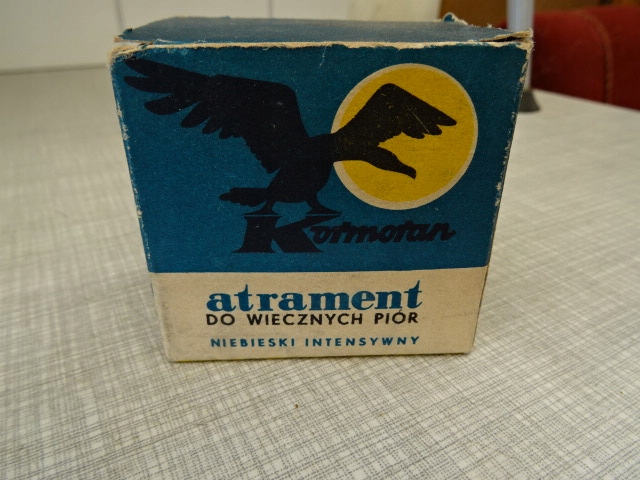 Kormoran
atrament
DO WIECZNYCH PIÓR
NIEBIESKI INTENSYWNY